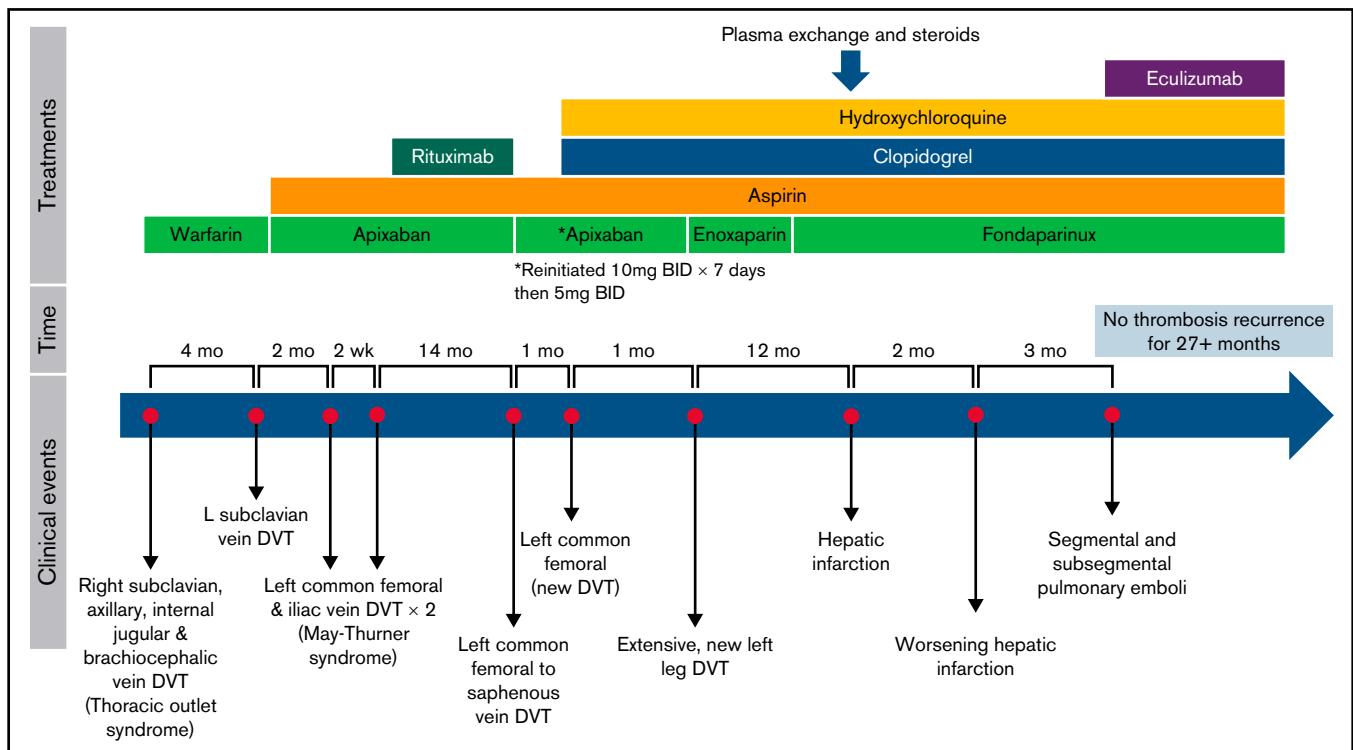 Treatments
Plasma exchange and steroids
Eculizumab
Hydroxychloroquine
Rituximab
Clopidogrel
Aspirin
Warfarin
Apixaban
*Apixaban
Enoxaparin
Fondaparinux
*Reinitiated 10mg BID × 7 days
then 5mg BID
Time
4 mo
2 mo
2 wk
14 mo
1 mo
1 mo
12 mo
2 mo
3 mo
No thrombosis recurrence
for 27+ months
Clinical events
Right subclavian,
axillary, internal
jugular &
brachiocephalic
vein DVT
(Thoracic outlet
syndrome)
L subclavian
vein DVT
Left common femoral
& iliac vein DVT × 2
(May-Thurner
syndrome)
Left common
femoral to
saphenous
vein DVT
Left common
femoral
(new DVT)
Extensive, new left
leg DVT
Hepatic
infarction
Worsening hepatic
infarction
Segmental and
subsegmental
pulmonary emboli